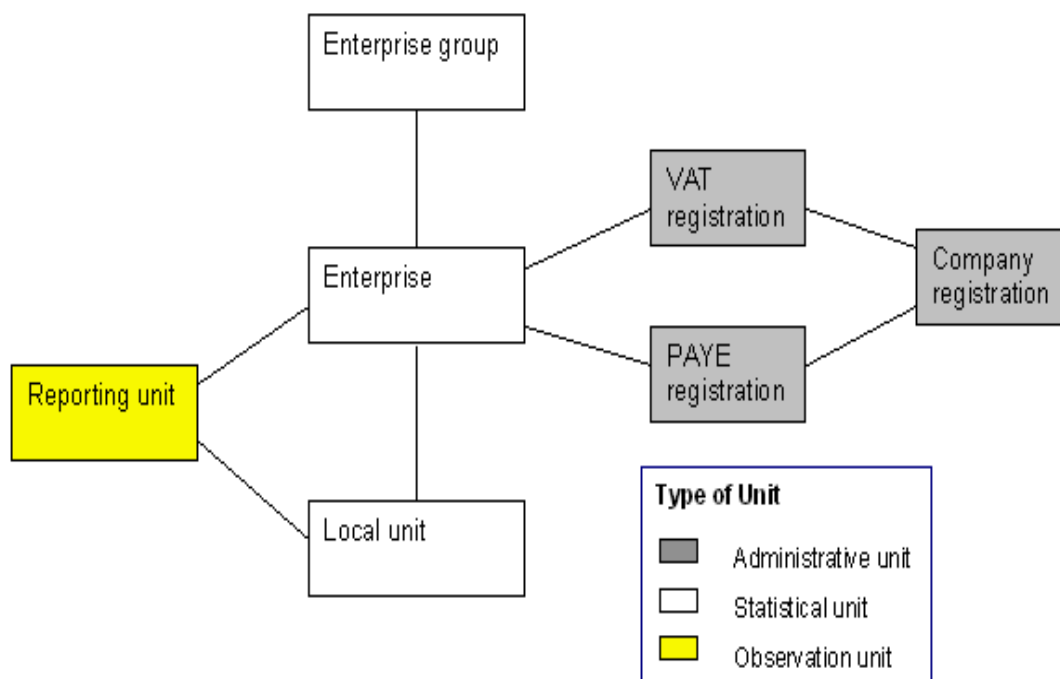 Enterprise group
VAT
registration
Enterprise
Company
registration
PAYE
registration
Reporting unit
Local unit
Type of Unit
Administrative unit
Statistical unit
Observation unit